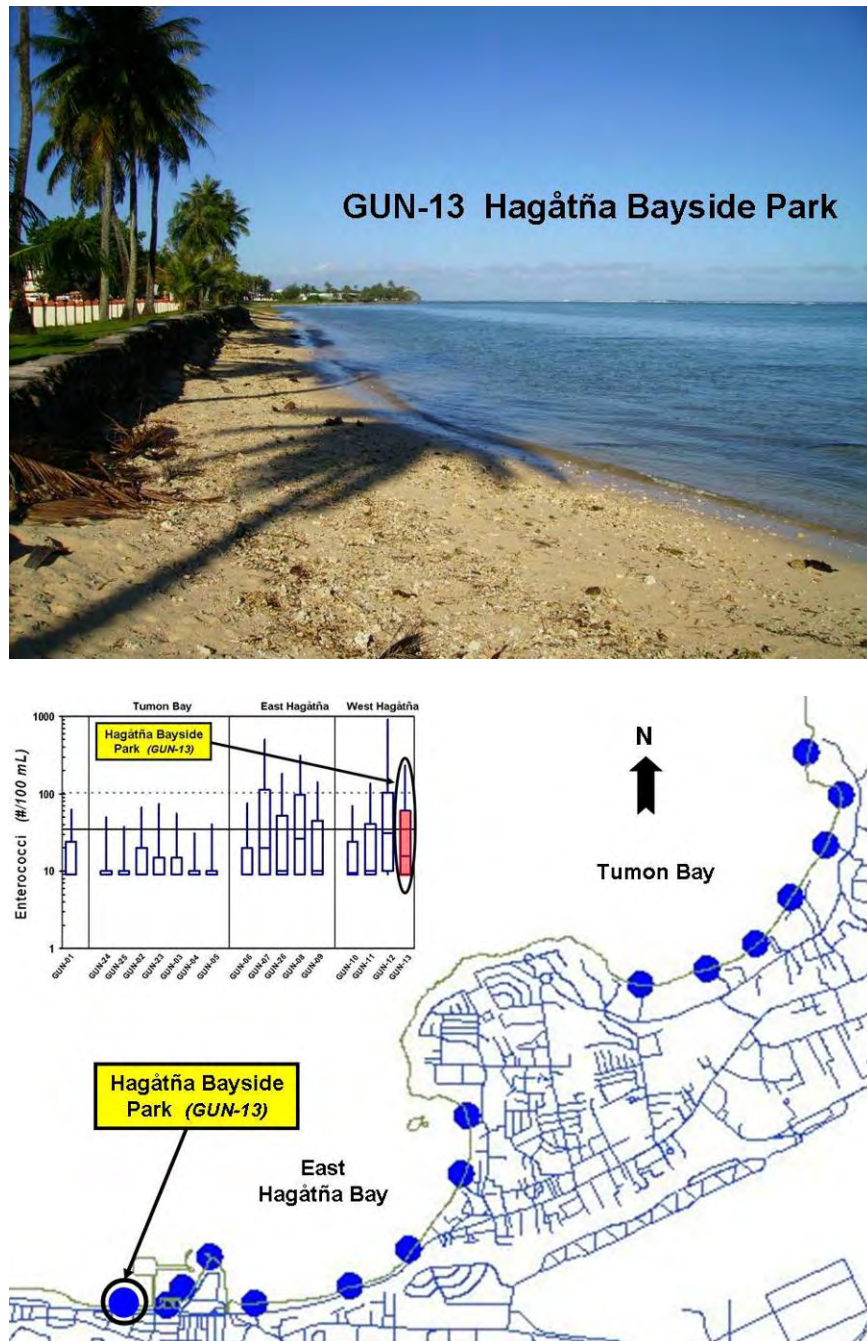 GUN-13 Hagåtña Bayside Park
Tumon Bay East Hagåtña West Hagåtña
1000
100
10
1
Enterococci (#/100 mL)
Hagåtña Bayside
Park (GUN-13)
GUN-01
GUN-24
GUN-25
GUN-02
GUN-23
GUN-03
GUN-04
GUN-05
GUN-06
GUN-07
GUN-26
GUN-08
GUN-09
GUN-10
GUN-11
GUN-12
GUN-13
N
Tumon Bay
Hagåtña Bayside
Park (GUN-13)
East
Hagåtña Bay